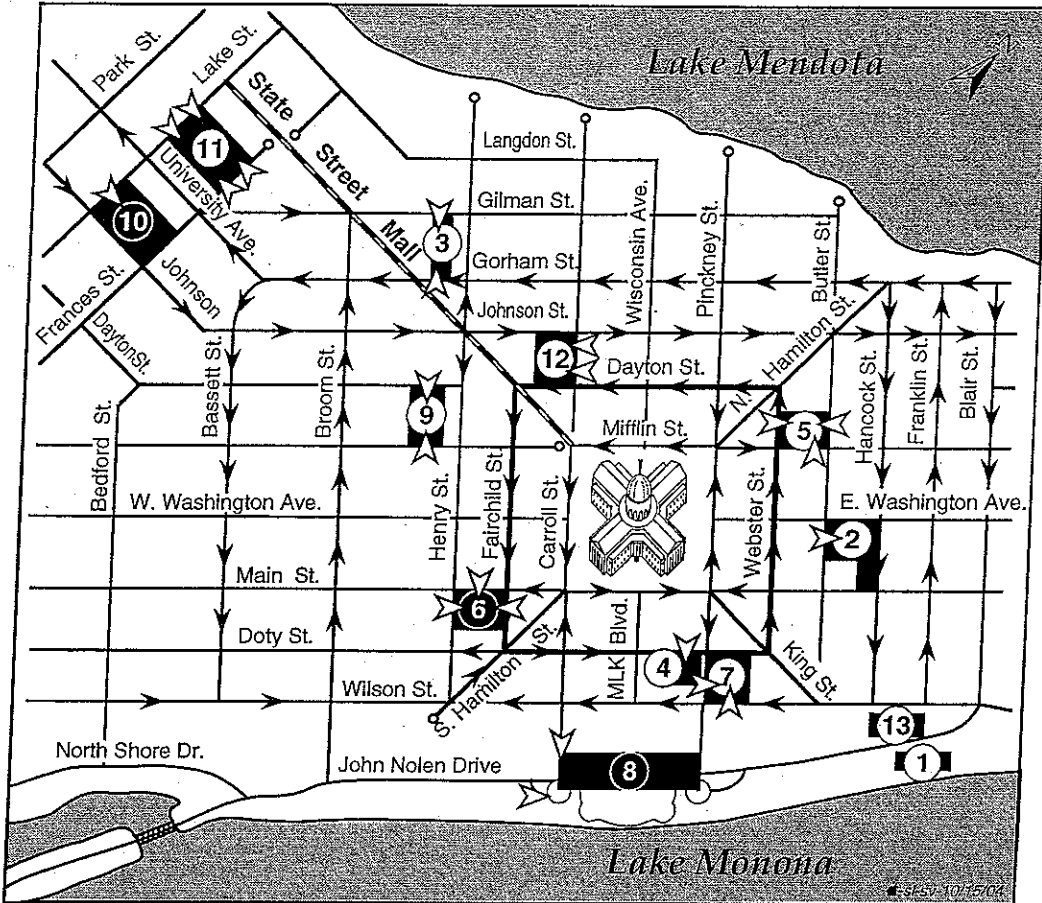 Lake Mendota
Park St.
Lake St.
State Street Mall
Langdon St.
11
University Ave.
Gilman St.
Wisconsin Ave.
Pinckney St.
10
3
Gorham St.
Butler St.
Johnson
Johnson St.
Hamilton St.
Frances St.
Dayton St.
12
Dayton St.
N.
Bassett St.
Broom St.
Hancock St.
Franklin St.
Blair St.
9
Mifflin St.
5
Bedford St.
W. Washington Ave.
Henry St.
Fairchild St.
Carroll St.
Webster St.
E. Washington Ave.
2
Main St.
6
Doty St.
S. Hamilton St.
MLK Blvd.
4
7
King St.
Wilson St.
13
North Shore Dr.
John Nolen Drive
8
1
Lake Monona
10/15/04